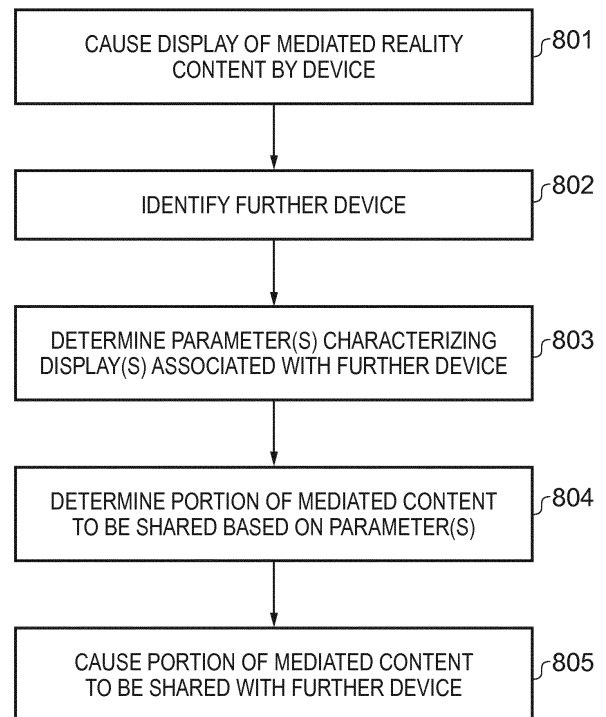 CAUSE DISPLAY OF MEDIATED REALITY
CONTENT BY DEVICE
801
IDENTIFY FURTHER DEVICE
802
DETERMINE PARAMETER(S) CHARACTERIZING
DISPLAY(S) ASSOCIATED WITH FURTHER DEVICE
803
DETERMINE PORTION OF MEDIATED CONTENT
TO BE SHARED BASED ON PARAMETER(S)
804
CAUSE PORTION OF MEDIATED CONTENT
TO BE SHARED WITH FURTHER DEVICE
805